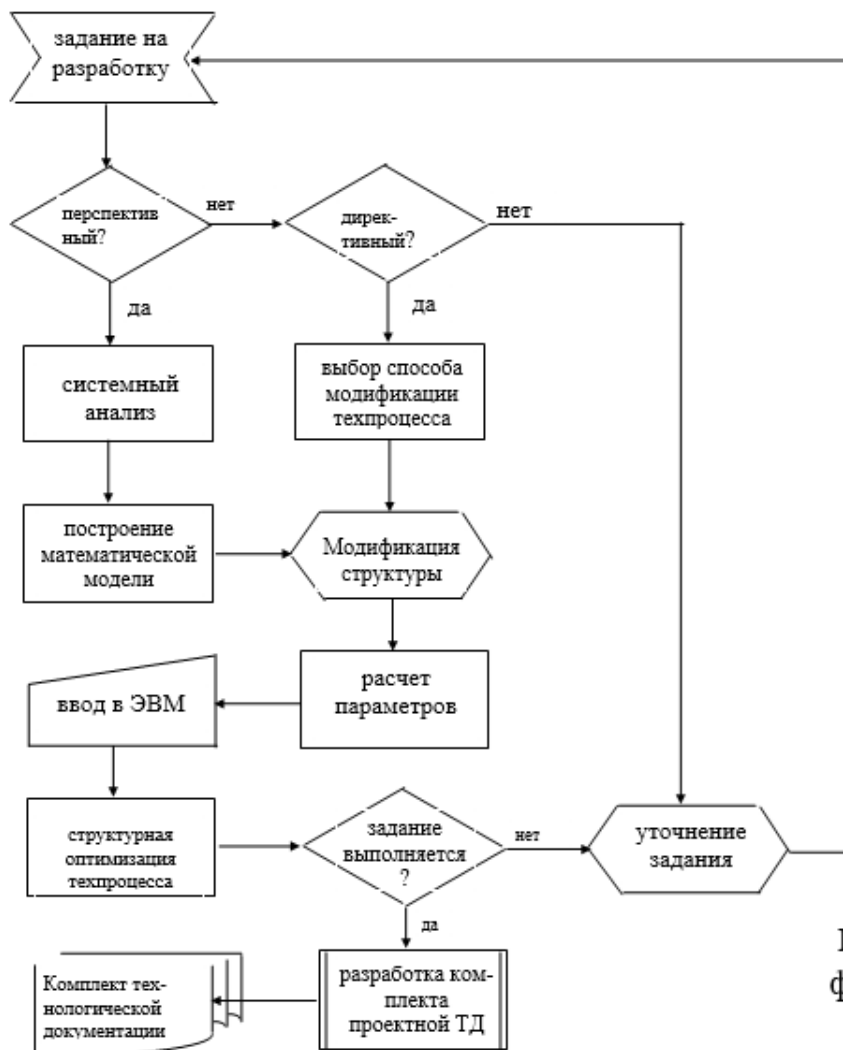 задание на
разработку
перспектив
ный?
нет
дирек-
тивный?
нет
да
да
системный
анализ
выбор способа
модификации
техпроцесса
построение
математической
модели
Модификация
структуры
ввод в ЭВМ
расчет
параметров
структурная
оптимизация
техпроцесса
задание
выполняется
?
нет
уточнение
задания
да
Комплект тех-
нологической
документации
разработка ком-
плекта
проектной ТД
ф